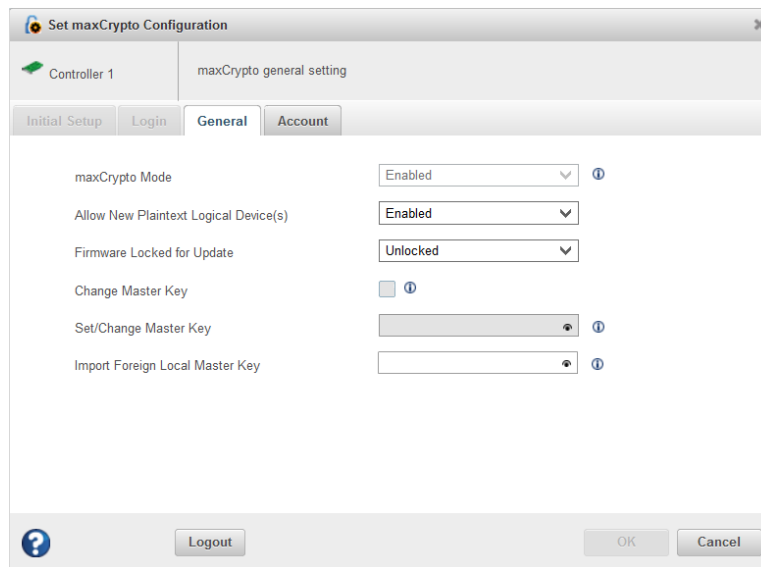 Set maxCrypto Configuration
Controller 1
maxCrypto general setting
Initial Setup
Login
General
Account
maxCrypto Mode
Enabled
Allow New Plaintext Logical Device(s)
Enabled
Firmware Locked for Update
Unlocked
Change Master Key
Set/Change Master Key
Import Foreign Local Master Key
?
Logout
OK
Cancel